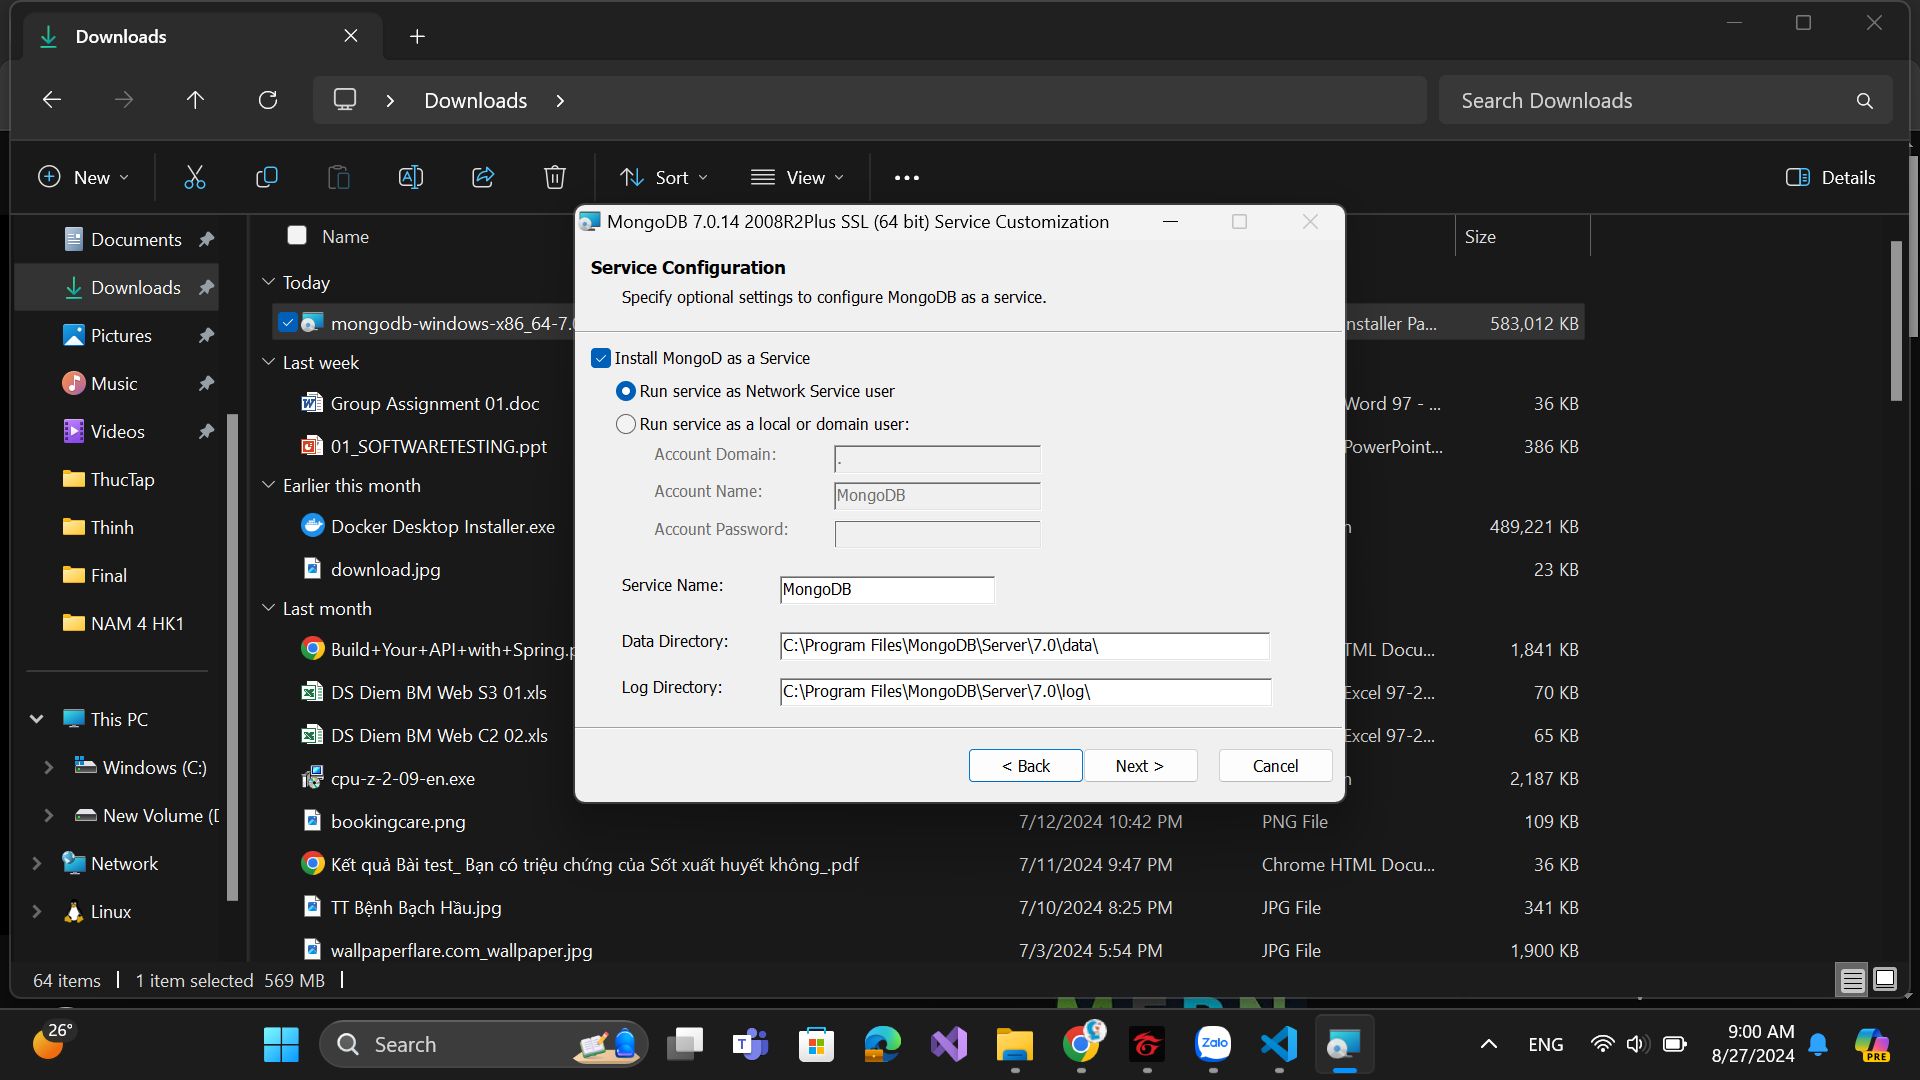 Downloads
Downloads
Search Downloads
New
Sort
View
Details
Documents
Downloads
Pictures
Music
Videos
ThucTap
Thinh
Final
NAM 4 HK1
This PC
Windows (C:)
New Volume (D
Network
Linux
Name
Size
Today
mongodb-windows-x86_64-7.0
nstaller Pa...
583,012 KB
Last week
Group Assignment 01.doc
Word 97 - ...
36 KB
01_SOFTWARETESTING.ppt
PowerPoint...
386 KB
Earlier this month
Docker Desktop Installer.exe
n
489,221 KB
download.jpg
23 KB
Last month
Build+Your+API+with+Spring.p
TML Docu...
1,841 KB
DS Diem BM Web S3 01.xls
Excel 97-2...
70 KB
DS Diem BM Web C2 02.xls
Excel 97-2...
65 KB
cpu-z-2-09-en.exe
n
2,187 KB
bookingcare.png
7/12/2024 10:42 PM
PNG File
109 KB
Kết quả Bài test_ Bạn có triệu chứng của Sốt xuất huyết không_.pdf
7/11/2024 9:47 PM
Chrome HTML Docu...
36 KB
TT Bệnh Bạch Hầu.jpg
7/10/2024 8:25 PM
JPG File
341 KB
wallpaperflare.com_wallpaper.jpg
7/3/2024 5:54 PM
JPG File
1,900 KB
MongoDB 7.0.14 2008R2Plus SSL (64 bit) Service Customization
Service Configuration
Specify optional settings to configure MongoDB as a service.
Install MongoD as a Service
Run service as Network Service user
Run service as a local or domain user:
Account Domain:
.
Account Name:
MongoDB
Account Password:
Service Name:
MongoDB
Data Directory:
C:\Program Files\MongoDB\Server\7.0\data\
Log Directory:
C:\Program Files\MongoDB\Server\7.0\log\
< Back
Next >
Cancel
64 items
1 item selected 569 MB
26°
Search
Zalo
ENG
9:00 AM
8/27/2024
PRE